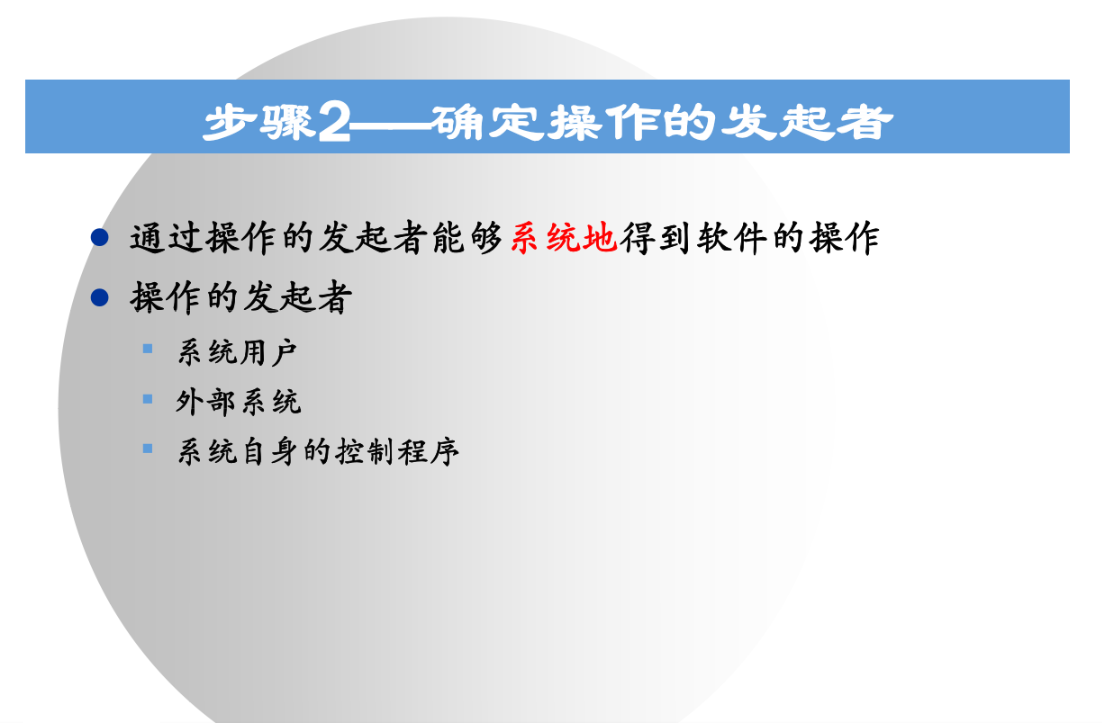 步骤2——确定操作的发起者
通过操作的发起者能够系统地得到软件的操作
操作的发起者
系统用户
外部系统
系统自身的控制程序